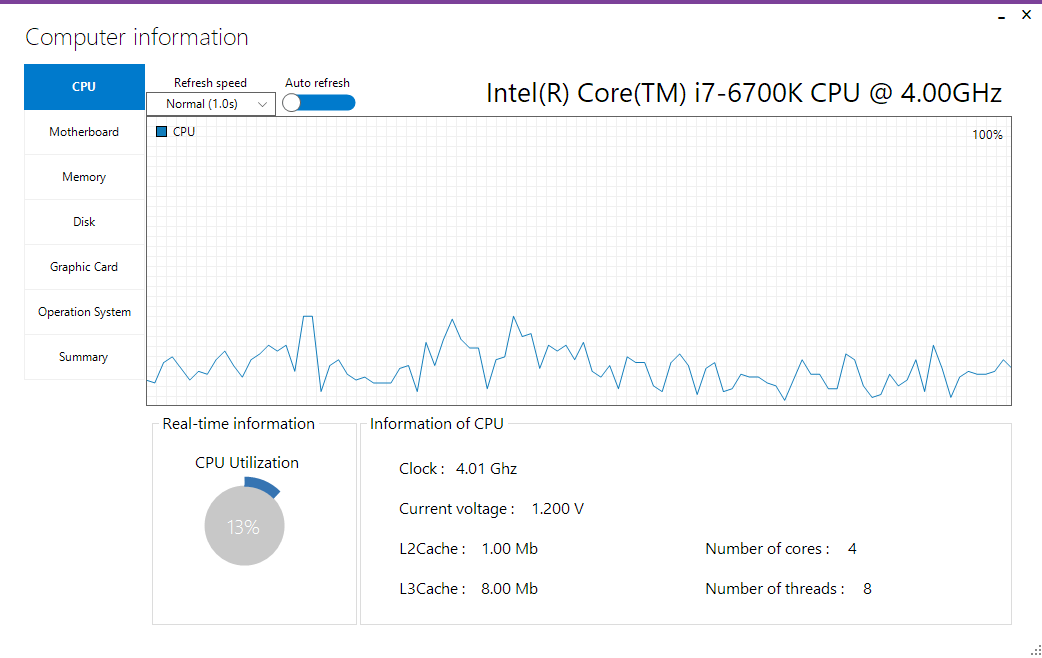 Computer information
CPU
Motherboard
Memory
Disk
Graphic Card
Operation System
Summary
Refresh speed
Normal (1.0s)
Auto refresh
Intel(R) Core(TM) i7-6700K CPU @ 4.00GHz
CPU
100%
Real-time information
CPU Utilization
13%
Information of CPU
Clock : 4.01 Ghz
Current voltage : 1.200 V
L2Cache : 1.00 Mb
Number of cores : 4
L3Cache : 8.00 Mb
Number of threads : 8